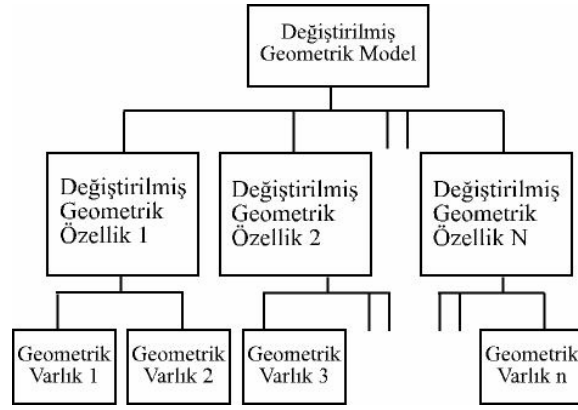 Değiştirilmiş
Geometrik Model
Değiştirilmiş
Geometrik
Özellik 1
Değiştirilmiş
Geometrik
Özellik 2
Değiştirilmiş
Geometrik
Özellik N
Geometrik
Varlık 1
Geometrik
Varlık 2
Geometrik
Varlık 3
Geometrik
Varlık n